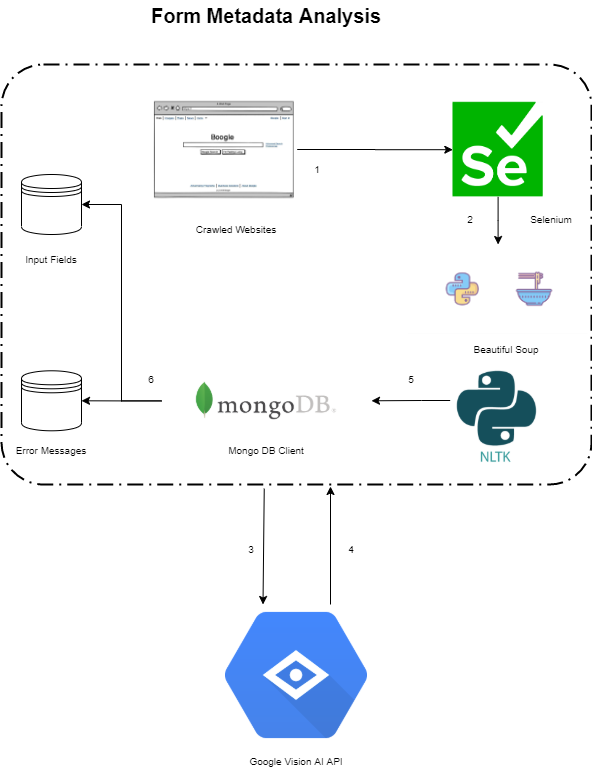 Form Metadata Analysis
Boogle
1
Se
Crawled Websites
2
Selenium
Input Fields
Beautiful Soup
6
5
mongoDB
NLTK
Error Messages
Mongo DB Client
3
4
Google Vision AI API